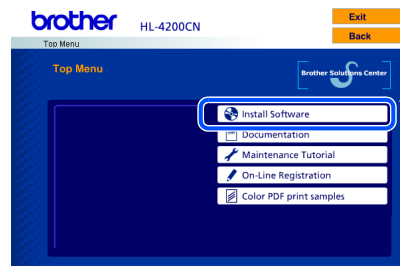 brother HL-4200CN
Exit
Back
Top Menu
Top Menu
Brother Solutions Center
Install Software
Documentation
Maintenance Tutorial
On-Line Registration
Color PDF print samples